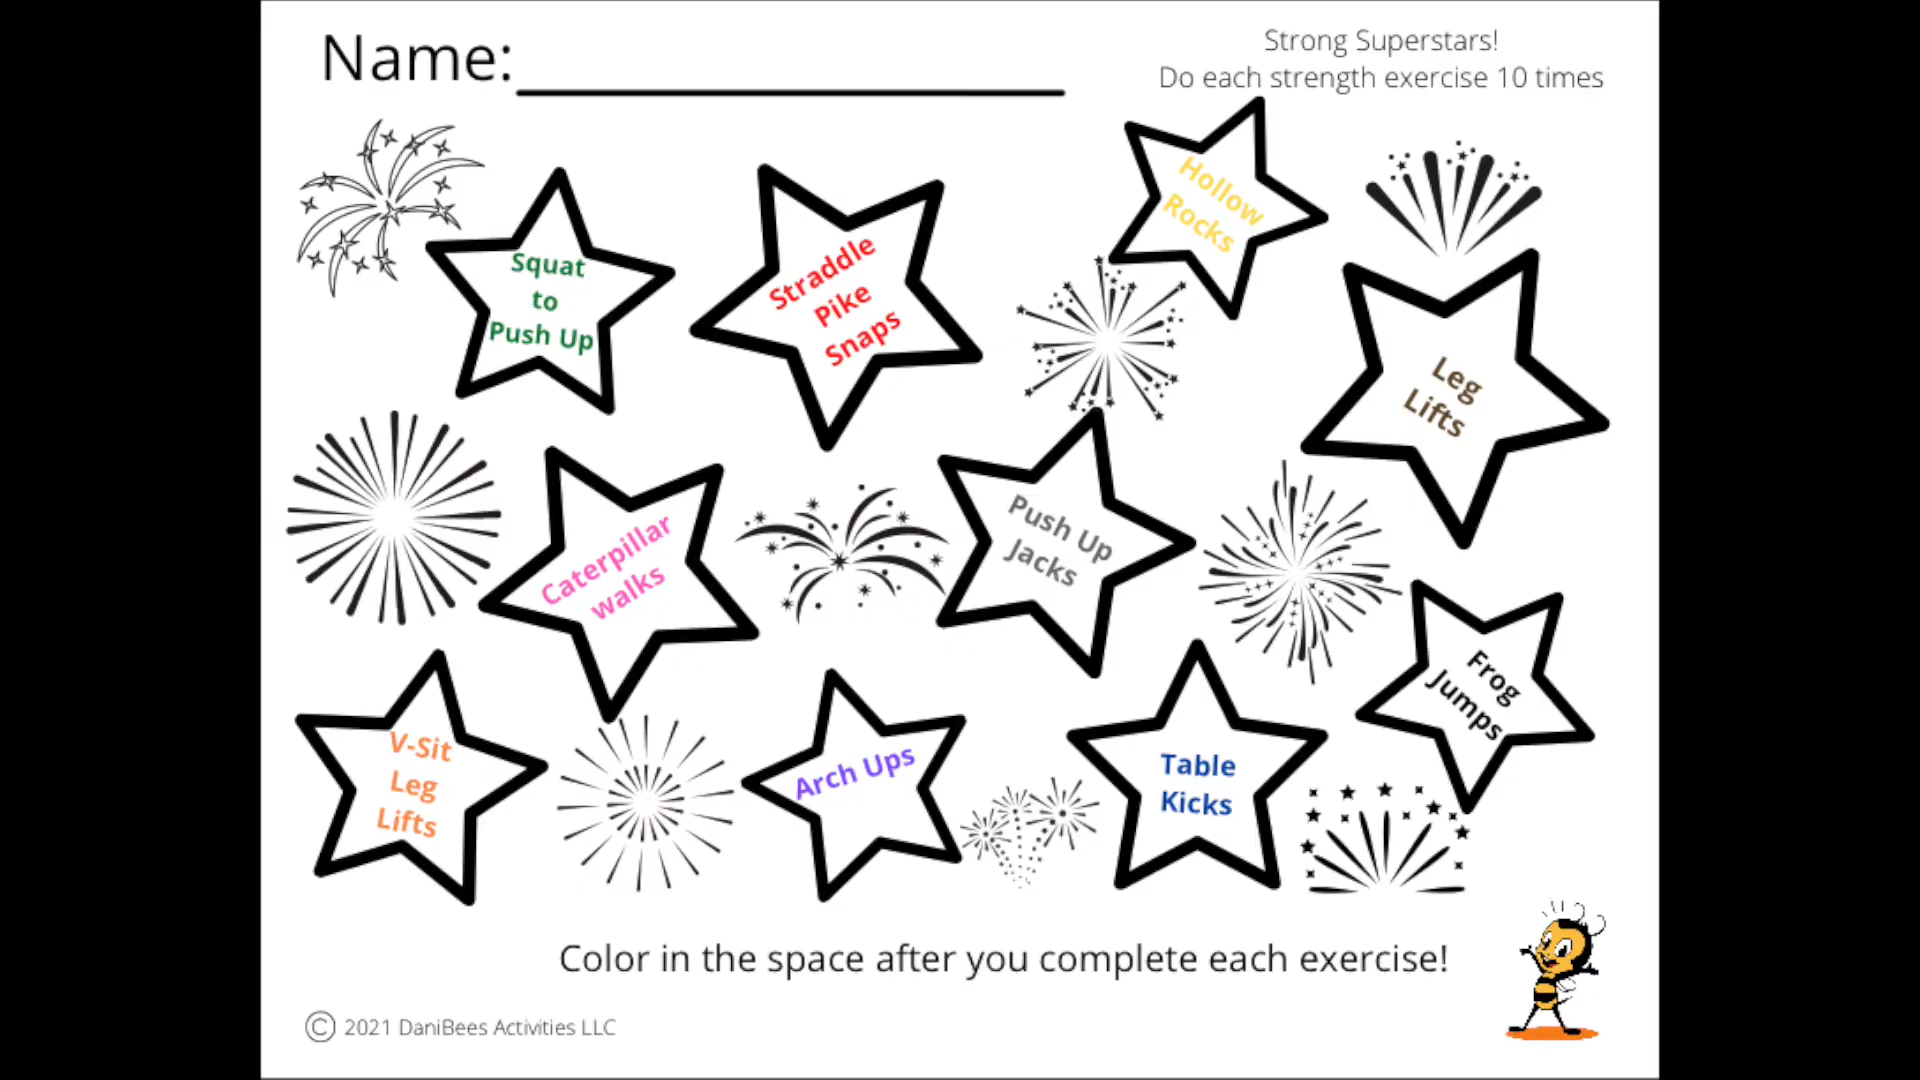 Name:
Strong Superstars!
Do each strength exercise 10 times
Squat
to
Push Up
Straddle
Pike
Snaps
Hollow
Rocks
Leg
Lifts
Caterpillar
walks
Push Up
Jacks
Frog
Jumps
V-Sit
Leg
Lifts
Arch Ups
Table
Kicks
Color in the space after you complete each exercise!
© 2021 DaniBees Activities LLC